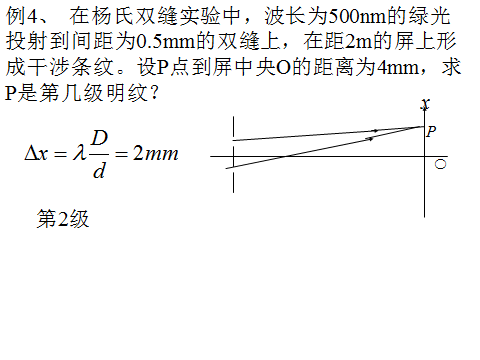 例4、 在杨氏双缝实验中，波长为500nm的绿光
投射到间距为0.5mm的双缝上，在距2m的屏上形
成干涉条纹。设P点到屏中央O的距离为4mm，求
P是第几级明纹？
x
P
O
Δx = λ D/d = 2mm
第2级